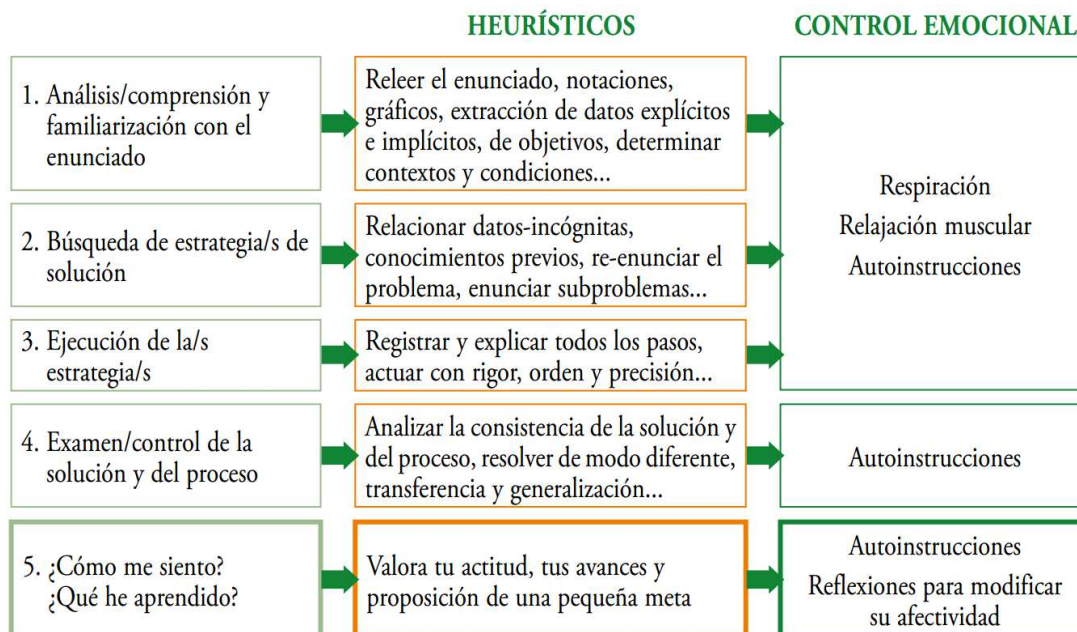 HEURÍSTICOS
CONTROL EMOCIONAL
1. Análisis/comprensión y
familiarización con el
enunciado
Releer el enunciado, notaciones,
gráficos, extracción de datos explícitos
e implícitos, de objetivos, determinar
contextos y condiciones...
Respiración
Relajación muscular
Autoinstrucciones
2. Búsqueda de estrategia/s de
solución
Relacionar datos-incógnitas,
conocimientos previos, re-enunciar el
problema, enunciar subproblemas...
3. Ejecución de la/s
estrategia/s
Registrar y explicar todos los pasos,
actuar con rigor, orden y precisión...
4. Examen/control de la
solución y del proceso
Analizar la consistencia de la solución y
del proceso, resolver de modo diferente,
transferencia y generalización...
Autoinstrucciones
5. ¿Cómo me siento?
¿Qué he aprendido?
Valora tu actitud, tus avances y
proposición de una pequeña meta
Autoinstrucciones
Reflexiones para modificar
su afectividad